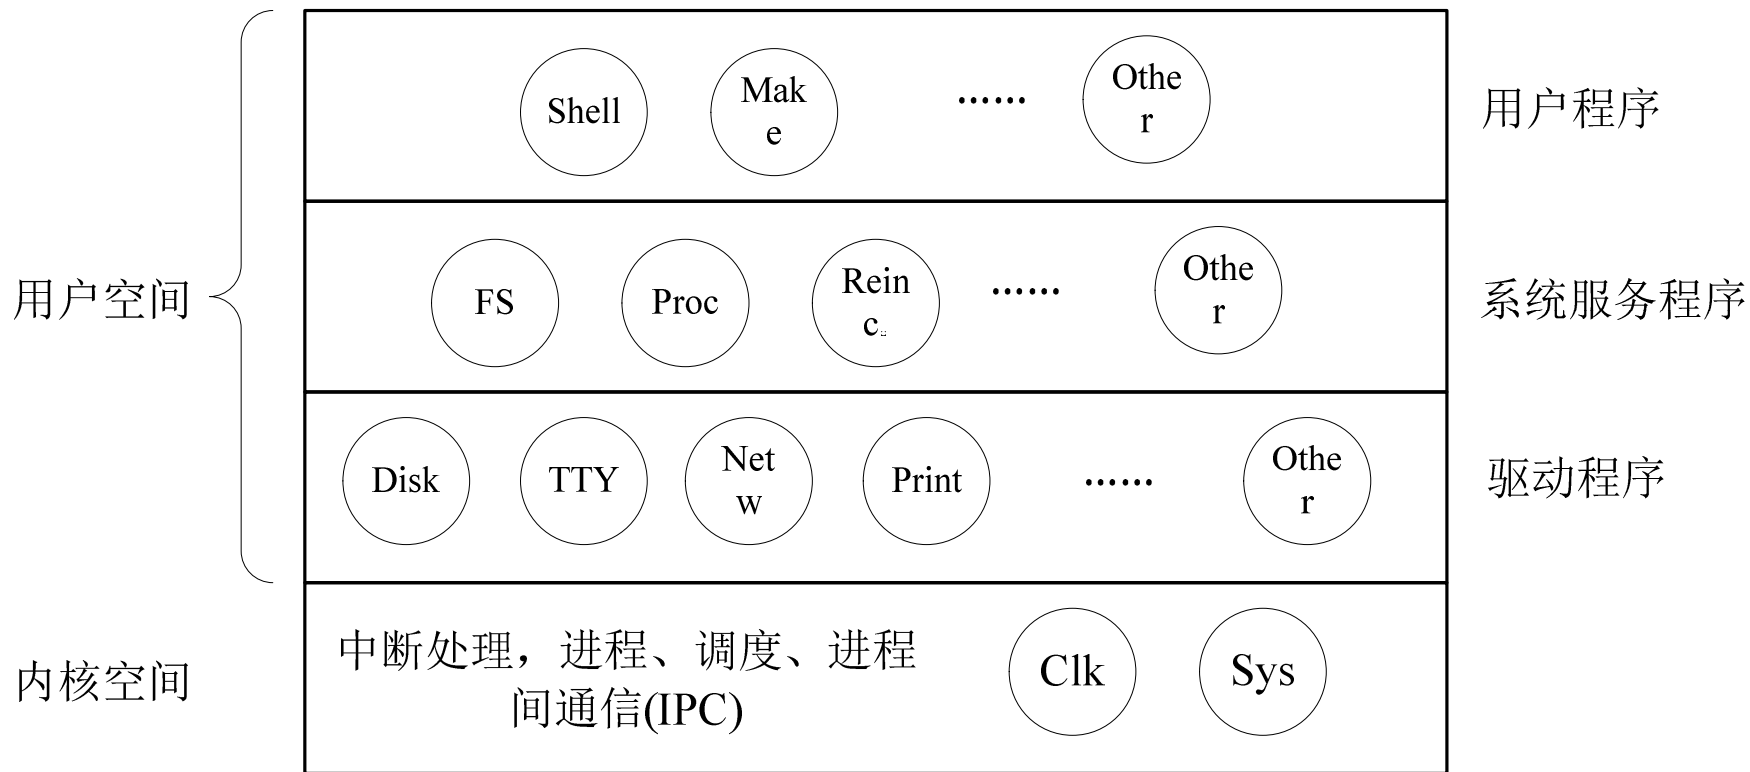 Shell
Mak
e
......
Othe
r
用户程序
用户空间
FS
Proc
Rein
c..
......
Othe
r
系统服务程序
Disk
TTY
Net
w
Print
......
Othe
r
驱动程序
内核空间
中断处理，进程、调度、进程
间通信(IPC)
Clk
Sys